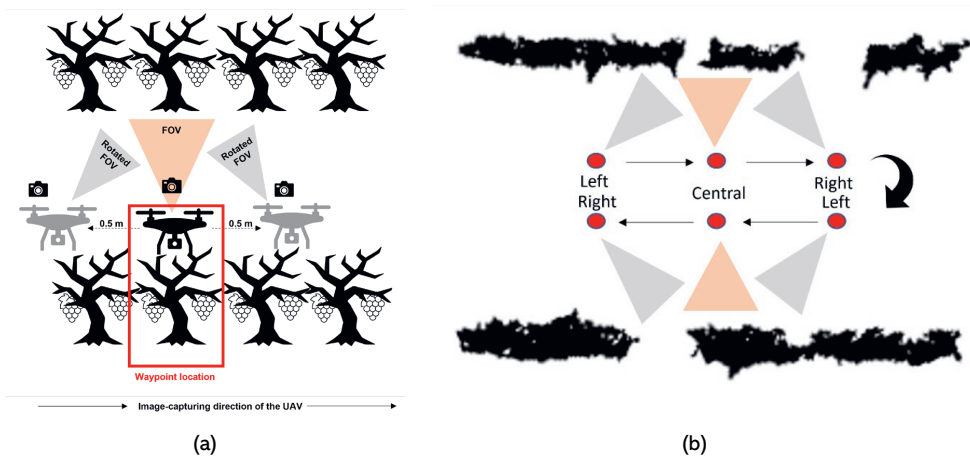 FOV
Rotated
FOV
Rotated
FOV
0.5 m
0.5 m
Waypoint location
Image-capturing direction of the UAV
(a)
Left
Right
Central
Right
Left
(b)